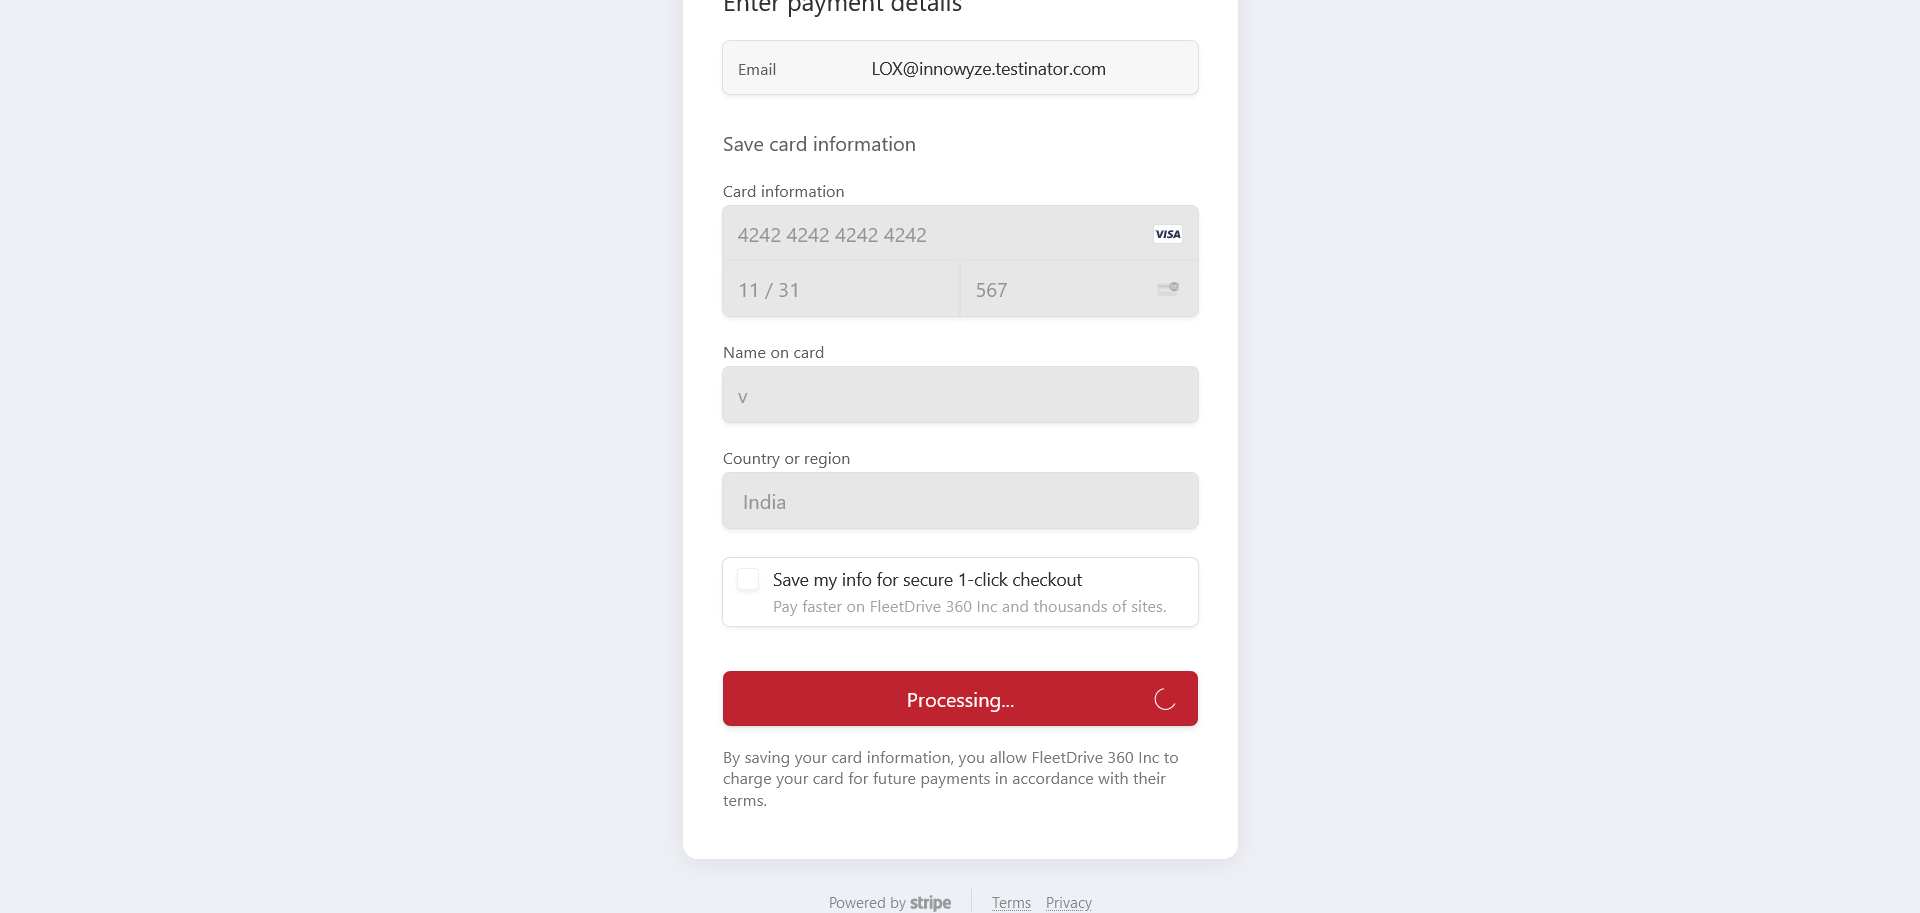 Enter payment details
Email LOX@innowyze.testinator.com
Save card information
Card information
4242 4242 4242 4242 VISA
11 / 31 567
Name on card
v
Country or region
India
Save my info for secure 1-click checkout
Pay faster on FleetDrive 360 Inc and thousands of sites.
Processing...
By saving your card information, you allow FleetDrive 360 Inc to
charge your card for future payments in accordance with their
terms.
Powered by stripe Terms Privacy